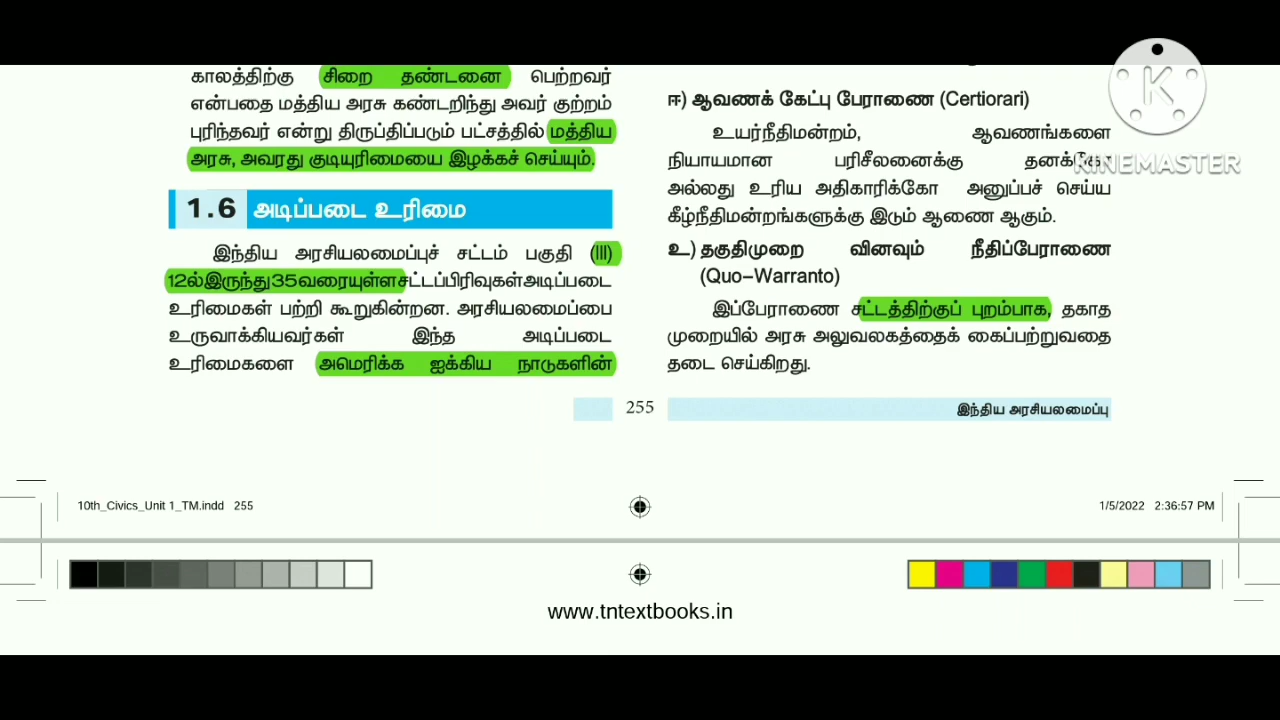 காலத்திற்கு சிறை தண்டனை பெற்றவர்
என்பதை மத்திய அரசு கண்டறிந்து அவர் குற்றம்
புரிந்தவர் என்று திருப்திப்படும் பட்சத்தில் மத்திய
அரசு, அவரது குடியுரிமையை இழக்கச் செய்யும்.
1.6 அடிப்படை உரிமை
இந்திய அரசியலமைப்புச் சட்டம் பகுதி (III)
12ல்இருந்து35வரையுள்ளசட்டப்பிரிவுகள்அடிப்படை
உரிமைகள் பற்றி கூறுகின்றன. அரசியலமைப்பை
உருவாக்கியவர்கள் இந்த அடிப்படை
உரிமைகளை அமெரிக்க ஐக்கிய நாடுகளின்
ஈ) ஆவணக் கேட்பு பேராணை (Certiorari)
உயர்நீதிமன்றம், ஆவணங்களை
நியாயமான பரிசீலனைக்கு
அல்லது உரிய அதிகாரிக்கோ அனுப்பச் செய்ய
கீழ்நீதிமன்றங்களுக்கு இடும் ஆணை ஆகும்.
உ) தகுதிமுறை வினவும் நீதிப்பேராணை
(Quo–Warranto)
இப்பேராணை சட்டத்திற்குப் புறம்பாக, தகாத
முறையில் அரசு அலுவலகத்தைக் கைப்பற்றுவதை
தடை செய்கிறது.
255
இந்திய அரசியலமைப்பு
10th_Civics_Unit 1_TM.indd 255
1/5/2022 2:36:57 PM
www.tntextbooks.in
K
KINEMASTER